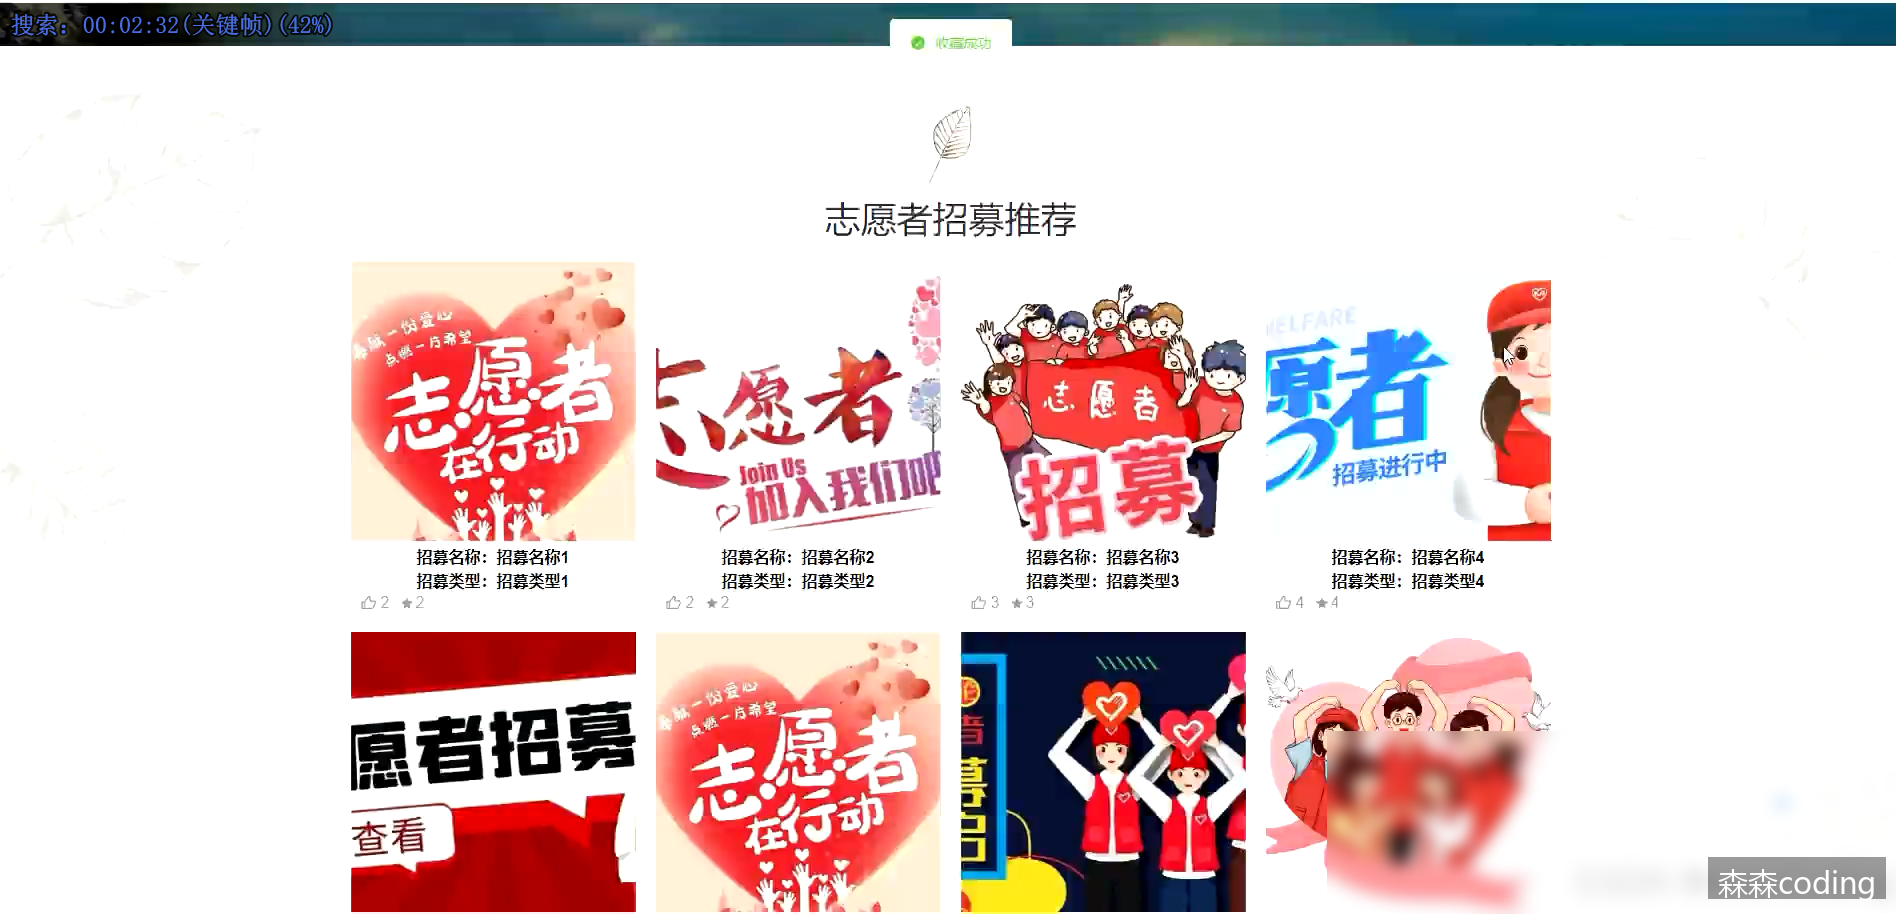 搜索：00:02:32(关键帧)(42%)
收藏成功
志愿者招募推荐
奉献一份爱心
点燃一片希望
志愿者
在行动
志愿者
Join Us
加入我们吧
志愿者
招募
WELFARE
愿者
招募进行中
招募名称：招募名称1
招募类型：招募类型1
2 2
招募名称：招募名称2
招募类型：招募类型2
2 2
招募名称：招募名称3
招募类型：招募类型3
3 3
招募名称：招募名称4
招募类型：招募类型4
4 4
愿者招募
查看
奉献一份爱心
点燃一片希望
志愿者
在行动
者
募
森森coding